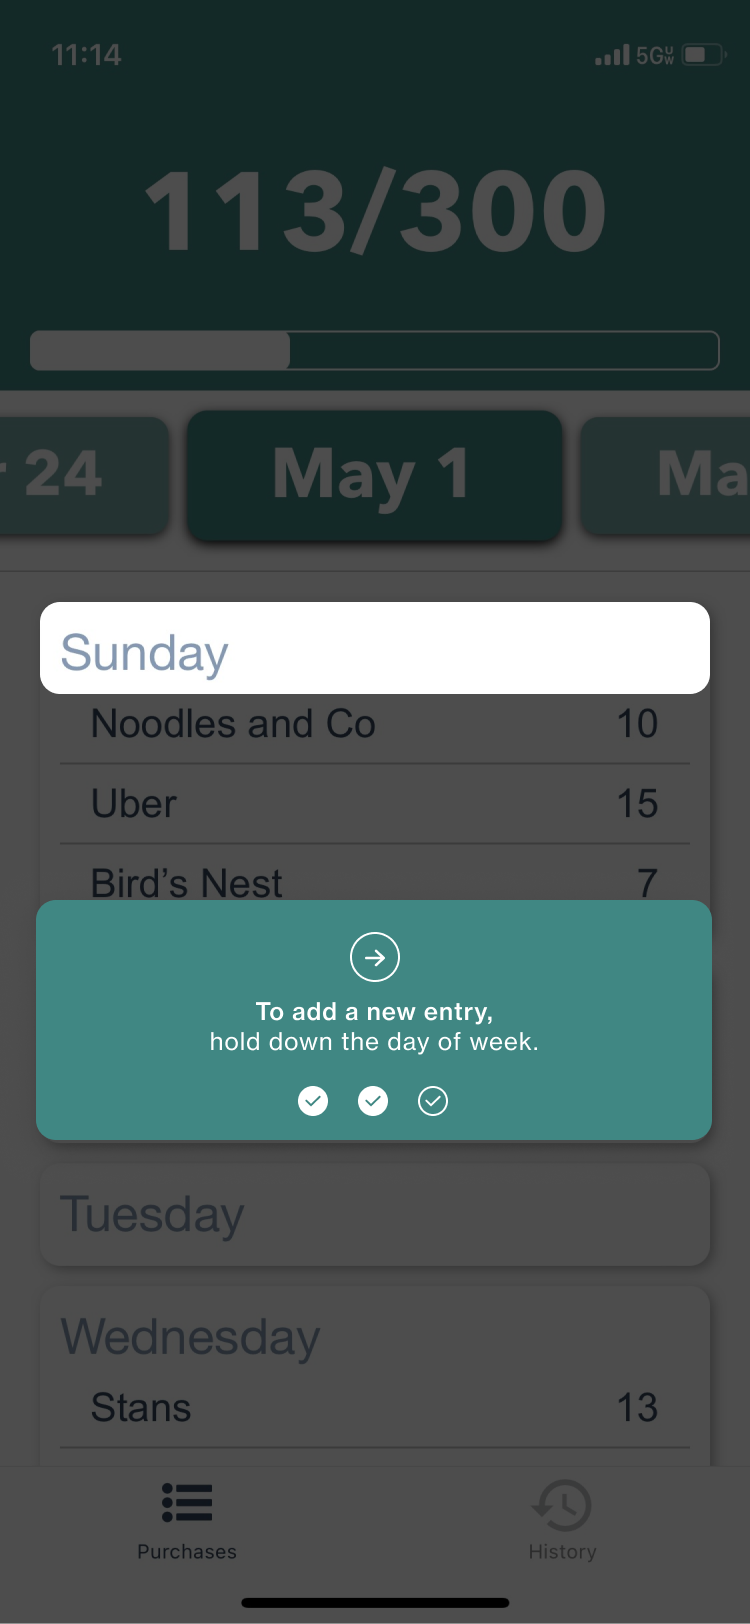 11:14 5GUW
113/300
r 24 May 1 Ma
Sunday
Noodles and Co 10
Uber 15
Bird’s Nest 7
To add a new entry,
hold down the day of week.
Tuesday
Wednesday
Stans 13
Purchases History